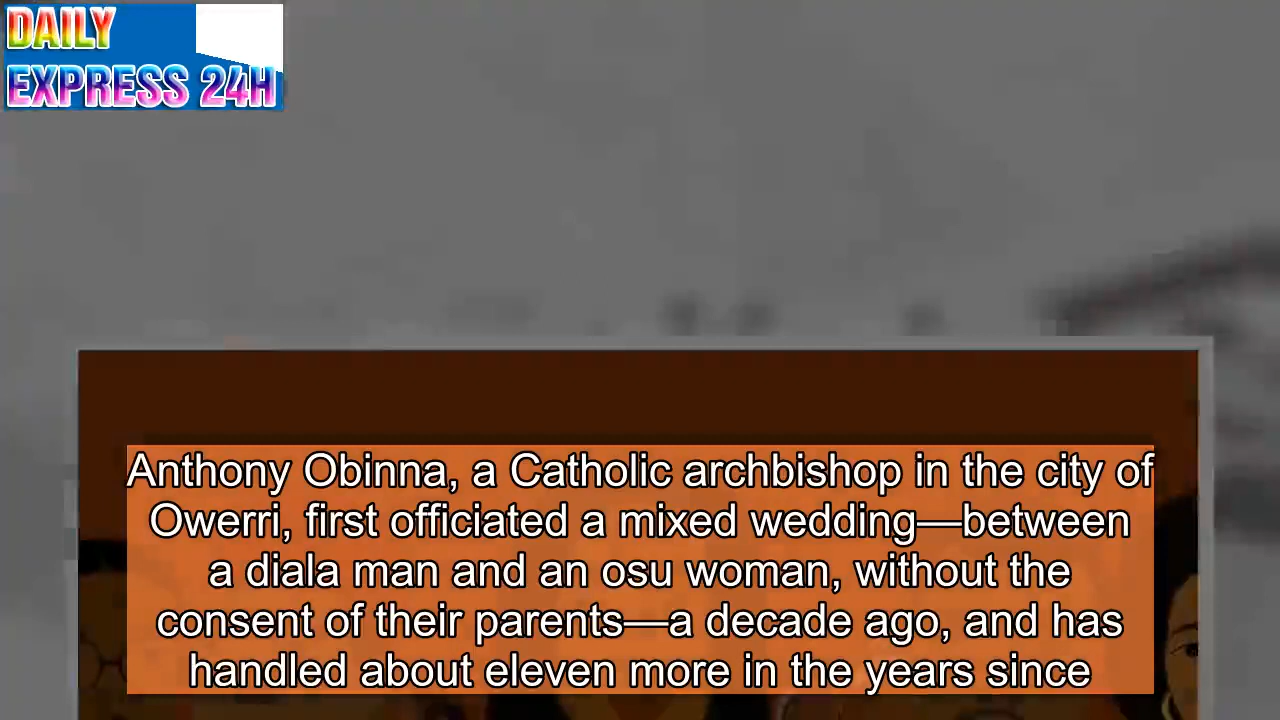 DAILY
EXPRESS 24H
Anthony Obinna, a Catholic archbishop in the city of
Owerri, first officiated a mixed wedding—between
a diala man and an osu woman, without the
consent of their parents—a decade ago, and has
handled about eleven more in the years since